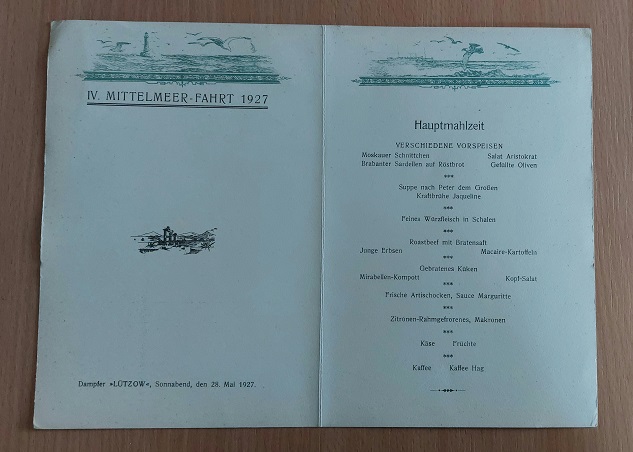 IV. MITTELMEER-FAHRT 1927
Dampfer »LÜTZOW«, Sonnabend, den 28. Mai 1927.
Hauptmahlzeit
VERSCHIEDENE VORSPEISEN
Moskauer Schnittchen Salat Aristokrat
Brabanter Sardellen auf Röstbrot Gefüllte Oliven
***
Suppe nach Peter dem Großen
Kraftbrühe Jaqueline
***
Feines Würzfleisch in Schalen
***
Roastbeef mit Bratensaft
Junge Erbsen Macaire-Kartoffeln
***
Gebratenes Küken
Mirabellen-Kompott Kopf-Salat
***
Frische Artischocken, Sauce Marguritte
***
Zitronen-Rahmgefrorenes, Makronen
***
Käse Früchte
***
Kaffee Kaffee Hag